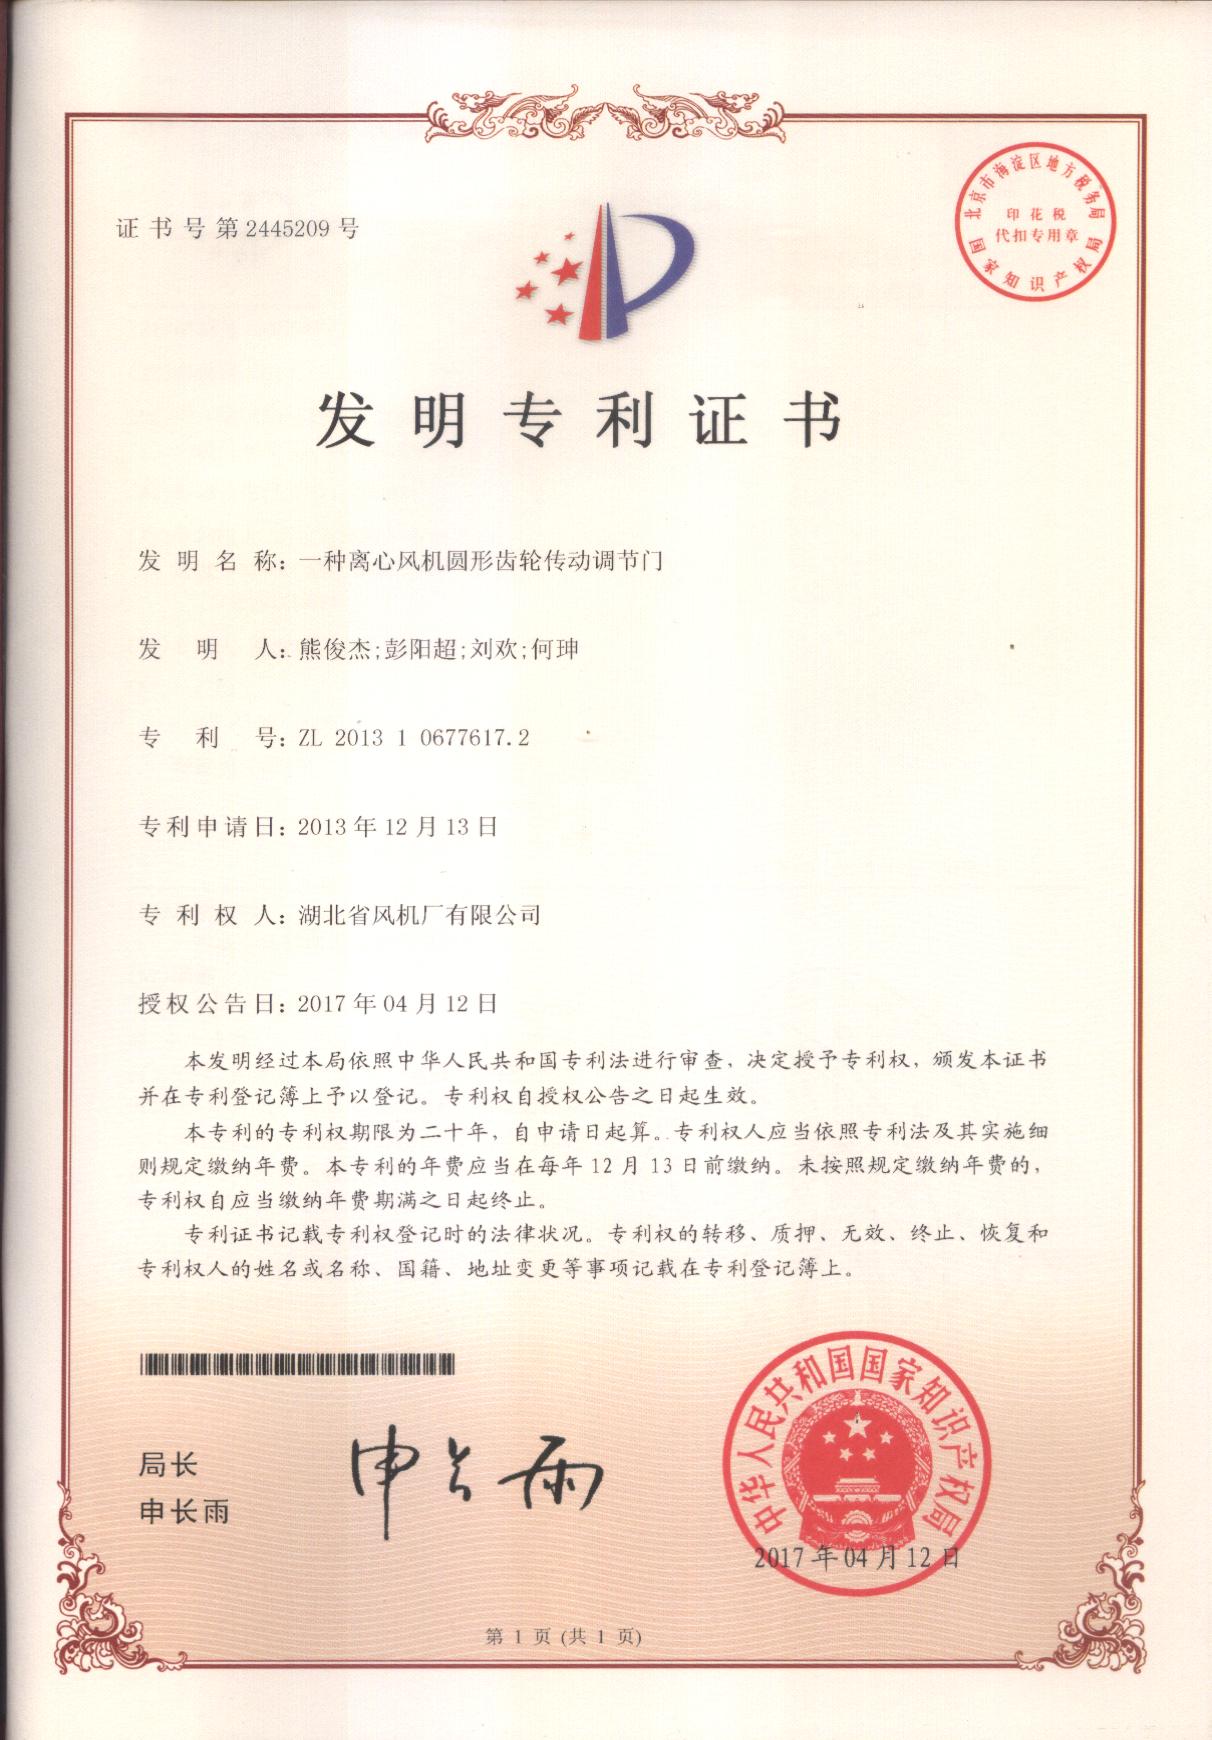 证书号第2445209号
北京市海淀区地方税务局
印花税
代扣专用章
国家知识产权局
发明专利证书
发明名称：一种离心风机圆形齿轮传动调节门
发明人：熊俊杰;彭阳超;刘欢;何珅
专利号：ZL 2013 1 0677617.2
专利申请日：2013年12月13日
专利权人：湖北省风机厂有限公司
授权公告日：2017年04月12日
本发明经过本局依照中华人民共和国专利法进行审查，决定授予专利权，颁发本证书
并在专利登记簿上予以登记。专利权自授权公告之日起生效。
本专利的专利权期限为二十年，自申请日起算。专利权人应当依照专利法及其实施细
则规定缴纳年费。本专利的年费应当在每年12月13日前缴纳。未按照规定缴纳年费的，
专利权自应当缴纳年费期满之日起终止。
专利证书记载专利权登记时的法律状况。专利权的转移、质押、无效、终止、恢复和
专利权人的姓名或名称、国籍、地址变更等事项记载在专利登记簿上。
局长
申长雨
申长雨
中华人民共和国国家知识产权局
2017年04月12日
第1页(共1页)